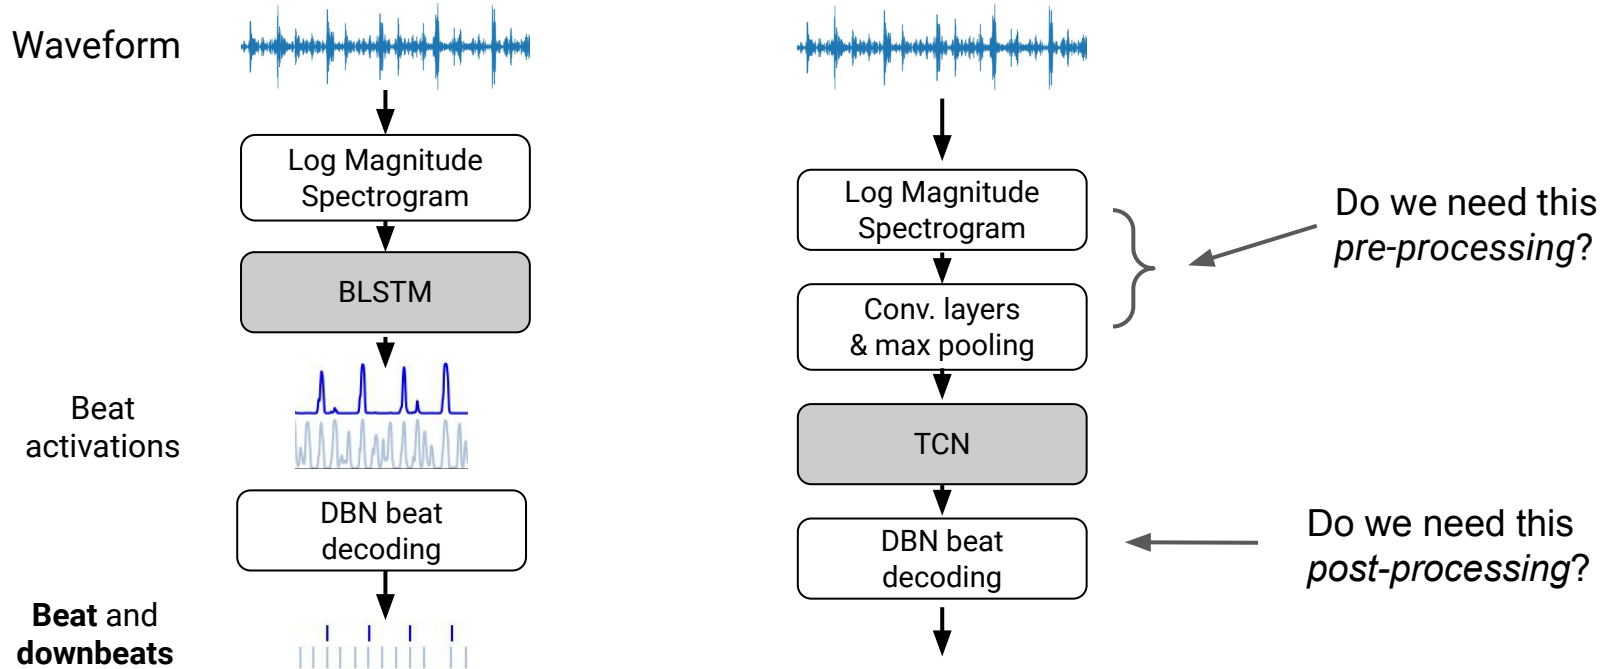 Waveform
Log Magnitude
Spectrogram
BLSTM
Beat
activations
DBN beat
decoding
Beat and
downbeats
Log Magnitude
Spectrogram
Conv. layers
& max pooling
TCN
DBN beat
decoding
Do we need this
pre-processing?
Do we need this
post-processing?